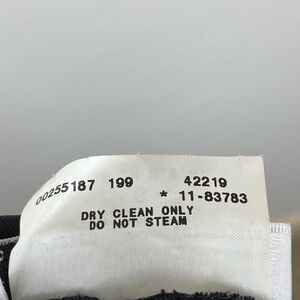 00255187 199 42219
* 11-83783
DRY CLEAN ONLY
DO NOT STEAM